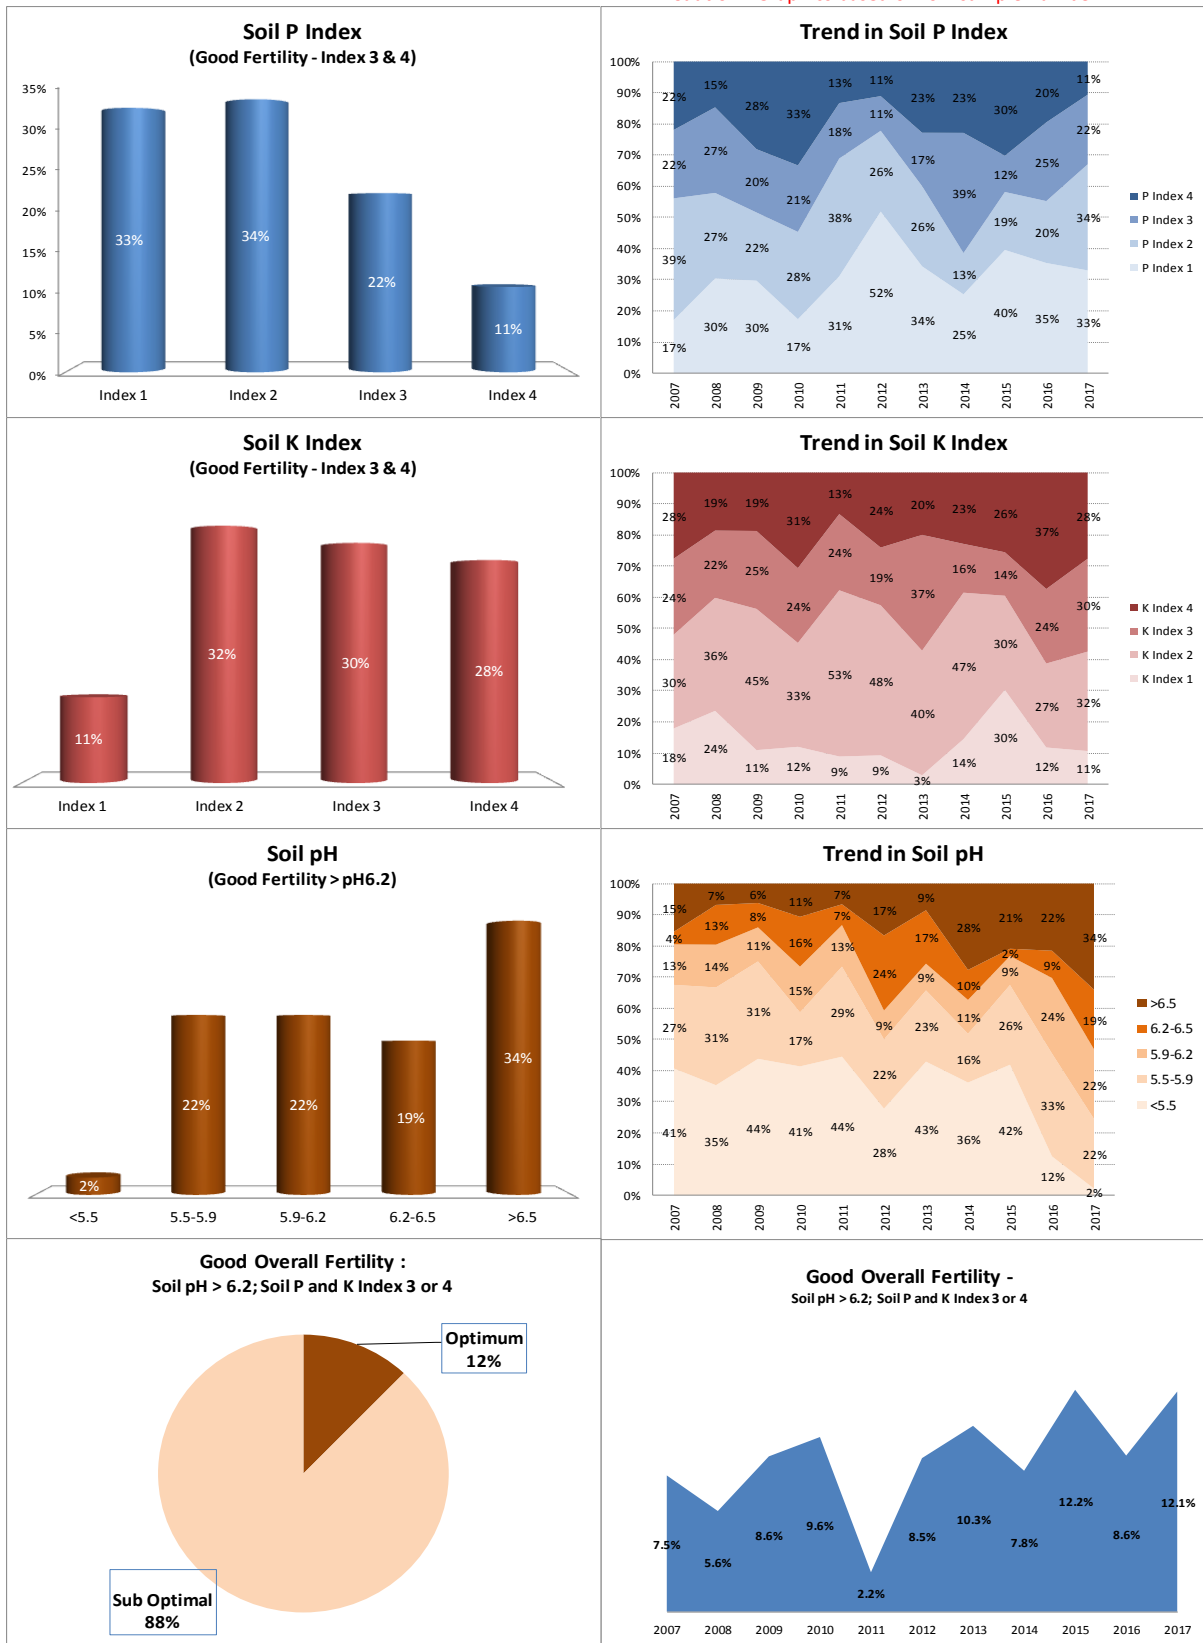 Soil P Index
(Good Fertility - Index 3 & 4)
35%
30%
25%
20%
15%
10%
5%
0%
33%
34%
22%
11%
Index 1
Index 2
Index 3
Index 4
Trend in Soil P Index
100%
90%
80%
70%
60%
50%
40%
30%
20%
10%
0%
22% 15% 28% 33% 13% 11% 23% 23% 30% 20% 11%
22% 27% 20% 21% 18% 11% 17% 39% 12% 25% 22%
39% 27% 22% 28% 38% 26% 26% 13% 19% 20% 34%
17% 30% 30% 17% 31% 52% 34% 25% 40% 35% 33%
2007 2008 2009 2010 2011 2012 2013 2014 2015 2016 2017
P Index 4
P Index 3
P Index 2
P Index 1
Soil K Index
(Good Fertility - Index 3 & 4)
11%
32%
30%
28%
Index 1
Index 2
Index 3
Index 4
Trend in Soil K Index
100%
90%
80%
70%
60%
50%
40%
30%
20%
10%
0%
28% 19% 19% 31% 13% 24% 20% 23% 26% 37% 28%
24% 22% 25% 24% 24% 19% 37% 16% 14% 24% 30%
30% 36% 45% 33% 53% 48% 40% 47% 30% 27% 32%
18% 24% 11% 12% 9% 9% 3% 14% 30% 12% 11%
2007 2008 2009 2010 2011 2012 2013 2014 2015 2016 2017
K Index 4
K Index 3
K Index 2
K Index 1
Soil pH
(Good Fertility > pH6.2)
2%
22%
22%
19%
34%
<5.5
5.5-5.9
5.9-6.2
6.2-6.5
>6.5
Trend in Soil pH
100%
90%
80%
70%
60%
50%
40%
30%
20%
10%
0%
15% 7% 6% 11% 7% 17% 9% 28% 21% 22% 34%
4% 13% 8% 16% 7% 24% 17% 10% 2% 9% 19%
13% 14% 11% 15% 13% 9% 9% 11% 9% 24% 22%
27% 31% 31% 17% 29% 22% 23% 16% 26% 33% 22%
41% 35% 44% 41% 44% 28% 43% 36% 42% 12% 2%
2007 2008 2009 2010 2011 2012 2013 2014 2015 2016 2017
>6.5
6.2-6.5
5.9-6.2
5.5-5.9
<5.5
Good Overall Fertility :
Soil pH > 6.2; Soil P and K Index 3 or 4
Optimum
12%
Sub Optimal
88%
Good Overall Fertility -
Soil pH > 6.2; Soil P and K Index 3 or 4
7.5% 5.6% 8.6% 9.6% 2.2% 8.5% 10.3% 7.8% 12.2% 8.6% 12.1%
2007 2008 2009 2010 2011 2012 2013 2014 2015 2016 2017